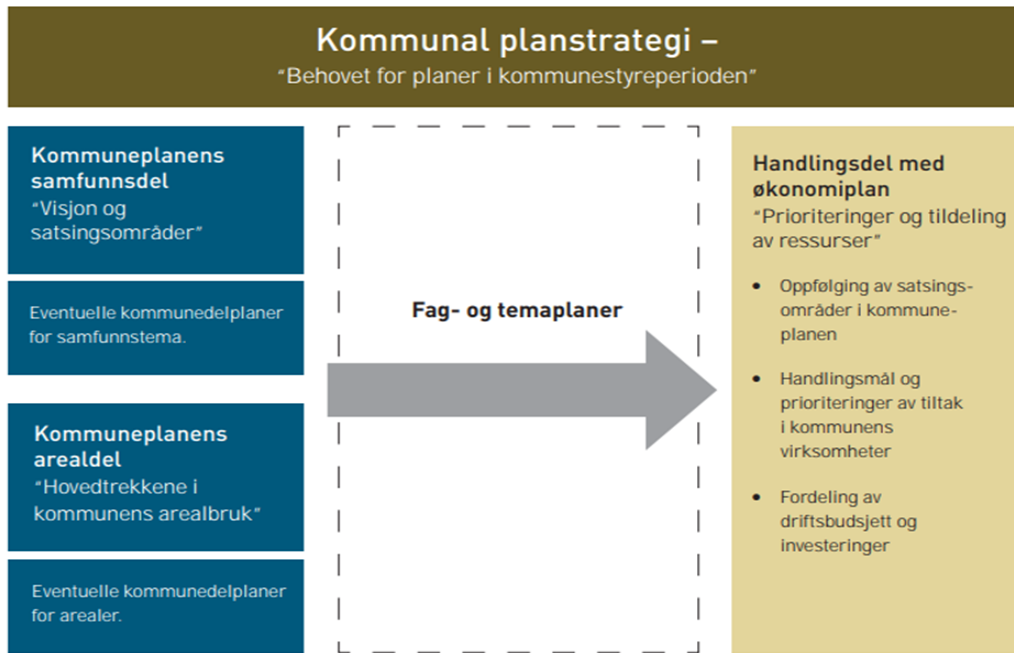 Kommunal planstrategi –
“Behovet for planer i kommunestyreperioden”
Kommuneplanens
samfunnsdel
“Visjon og
satsingsområder”
Eventuelle kommunedelplaner
for samfunnstema.
Kommuneplanens
arealdel
“Hovedtrekkene i
kommunens arealbruk”
Eventuelle kommunedelplaner
for arealer.
Fag- og temaplaner
Handlingsdel med
økonomiplan
“Prioriteringer og tildeling
av ressurser”
• Oppfølging av satsings-
områder i kommune-
planen
• Handlingsmål og
prioriteringer av tiltak
i kommunens
virksomheter
• Fordeling av
driftsbudsjett og
investeringer